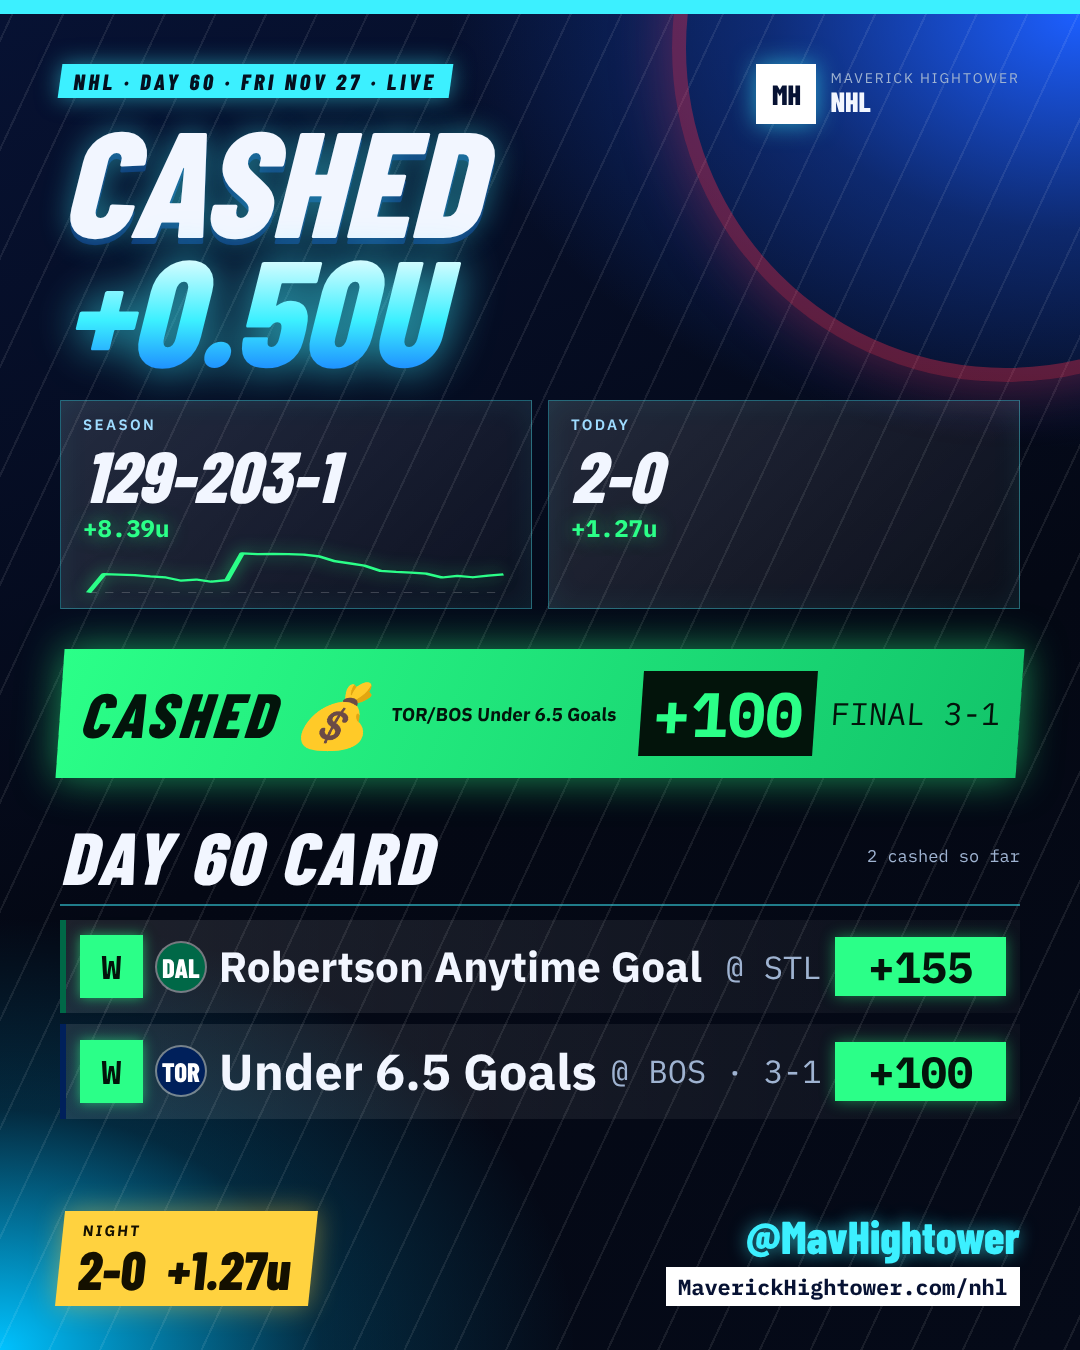 NHL · DAY 60 · FRI NOV 27 · LIVE
MH
MAVERICK HIGHTOWER
NHL
CASHED
+0.50U
SEASON
129-203-1
+8.39u
TODAY
2-0
+1.27u
CASHED 💰 TOR/BOS Under 6.5 Goals +100 FINAL 3-1
DAY 60 CARD
2 cashed so far
W DAL Robertson Anytime Goal @ STL +155
W TOR Under 6.5 Goals @ BOS · 3-1 +100
NIGHT
2-0 +1.27u
@MavHightower
MaverickHightower.com/nhl